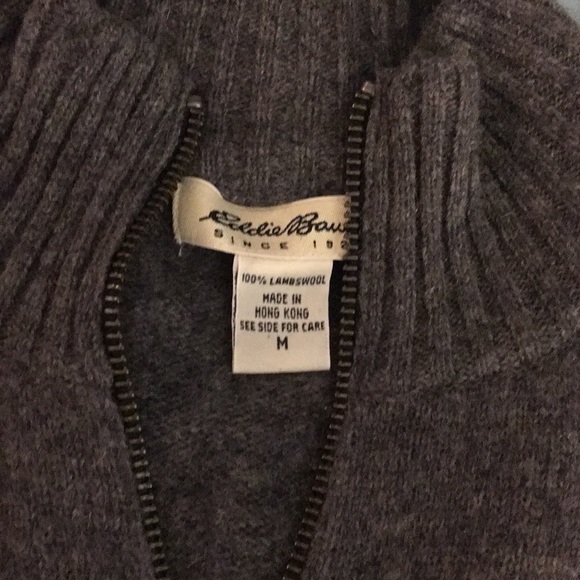 Eddie Bau
SINCE 192
100% LAMBSWOOL
MADE IN
HONG KONG
SEE SIDE FOR CARE
M